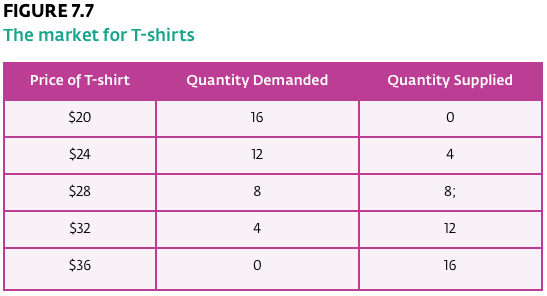 FIGURE 7.7
The market for T-shirts
Price of T-shirt Quantity Demanded Quantity Supplied
$20 16 0
$24 12 4
$28 8 8;
$32 4 12
$36 0 16